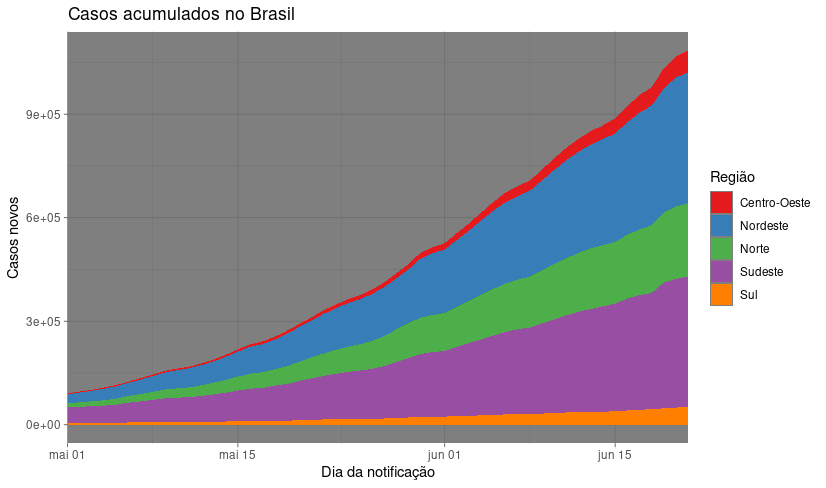 Casos acumulados no Brasil
Casos novos
9e+05
6e+05
3e+05
0e+00
mai 01
mai 15
jun 01
jun 15
Dia da notificação
Região
Centro-Oeste
Nordeste
Norte
Sudeste
Sul